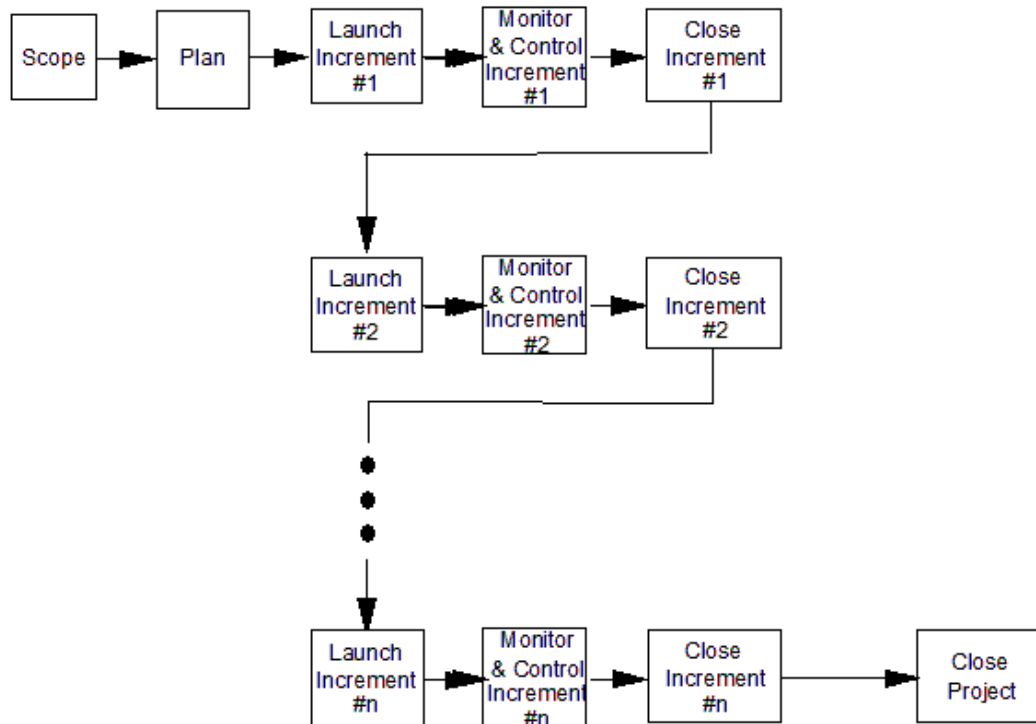 Scope
Plan
Launch
Increment
#1
Monitor
& Control
Increment
#1
Close
Increment
#1
Launch
Increment
#2
Monitor
& Control
Increment
#2
Close
Increment
#2
Launch
Increment
#n
Monitor
& Control
Increment
#n
Close
Increment
#n
Close
Project